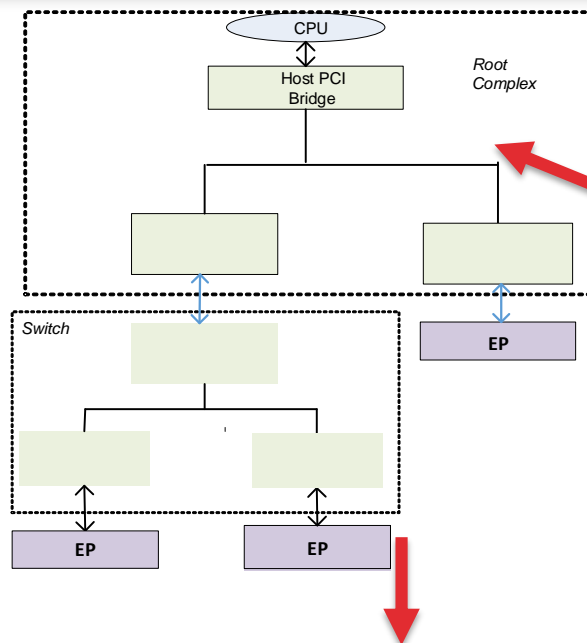 CPU
Host PCI
Bridge
Root
Complex
Switch
EP
EP
EP